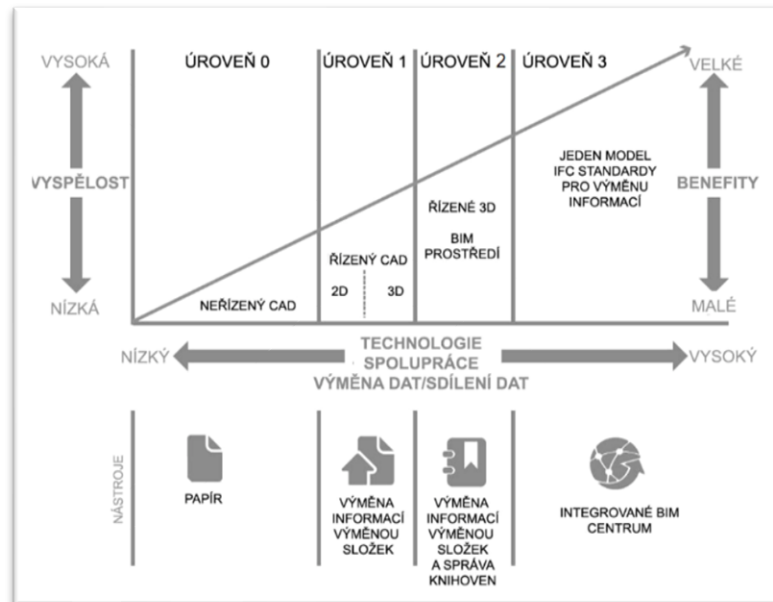 VYSOKÁ
ÚROVEŇ 0
ÚROVEŇ 1
ÚROVEŇ 2
ÚROVEŇ 3
VELKÉ
VYSPĚLOST
BENEFITY
JEDEN MODEL
IFC STANDARDY
PRO VÝMĚNU
INFORMACÍ
ŘÍZENÉ 3D
BIM
PROSTŘEDÍ
ŘÍZENÝ CAD
2D
3D
NEŘÍZENÝ CAD
NÍZKÁ
MALÉ
NÍZKÝ
TECHNOLOGIE
SPOLUPRÁCE
VÝMĚNA DAT/SDÍLENÍ DAT
VYSOKÝ
NÁSTROJE
PAPÍR
VÝMĚNA
INFORMACÍ
VÝMĚNOU
SLOŽEK
VÝMĚNA
INFORMACÍ
VÝMĚNOU
SLOŽEK
A SPRÁVA
KNIHOVEN
INTEGROVANÉ BIM
CENTRUM